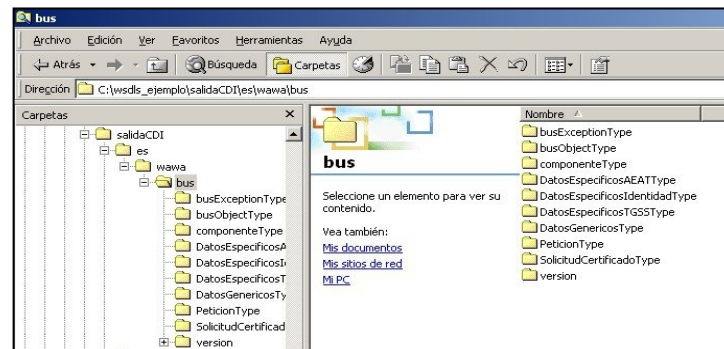 bus
Archivo Edición Ver Favoritos Herramientas Ayuda
Atrás Búsqueda Carpetas
Dirección C:\wsdls_ejemplo\salidaCDI\es\wawa\bus
Carpetas
salidaCDI
es
wawa
bus
busExceptionType
busObjectType
componenteType
DatosEspecificosA
DatosEspecificosI
DatosEspecificosT
DatosGenericosTy
PeticionType
SolicitudCertificad
version
bus
Seleccione un elemento para ver su
contenido.
Vea también:
Mis documentos
Mis sitios de red
Mi PC
Nombre
busExceptionType
busObjectType
componenteType
DatosEspecificosAEATType
DatosEspecificosIdentidadType
DatosEspecificosTGSSType
DatosGenericosType
PeticionType
SolicitudCertificadoType
version